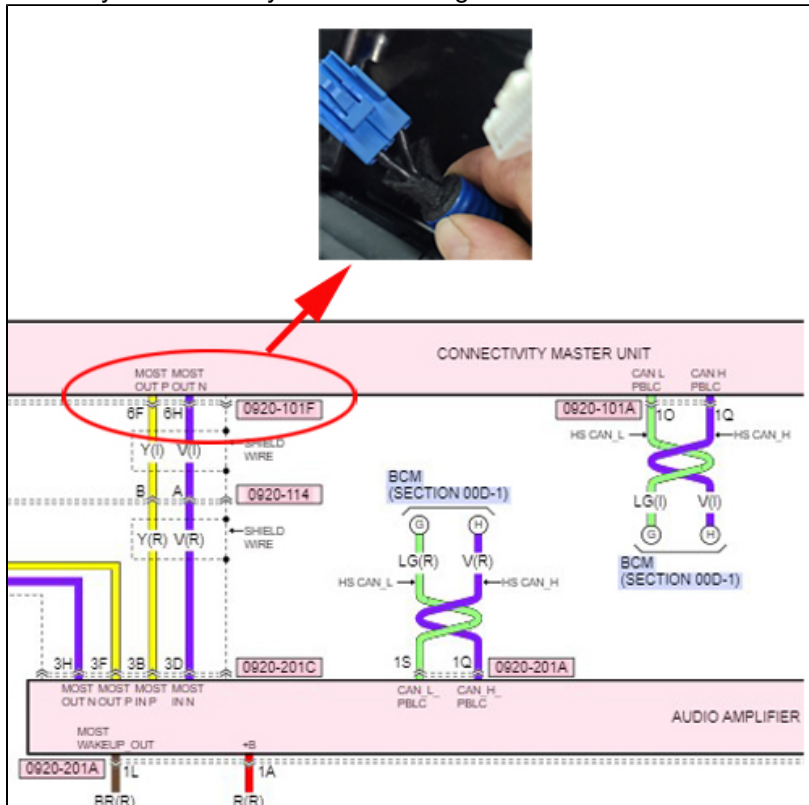 CONNECTIVITY MASTER UNIT
MOST MOST
OUT P OUT N
CAN L CAN H
PBLC PBLC
6F 6H 0920-101F
0920-101A 1O 1Q
SHIELD
WIRE
Y(I) V(I)
HS CAN_L HS CAN_H
B A 0920-114
BCM
(SECTION 00D-1)
LG(I) V(I)
SHIELD
WIRE
G H
G H
Y(R) V(R)
LG(R) V(R)
BCM
(SECTION 00D-1)
HS CAN_L HS CAN_H
3H 3F 3B 3D 0920-201C
1S 1Q 0920-201A
MOST MOST MOST MOST
OUT N OUT P IN P IN N
CAN_L_ CAN_H_
PBLC PBLC
AUDIO AMPLIFIER
MOST
WAKEUP_OUT +B
0920-201A 1L 1A
BR(R) R(R)